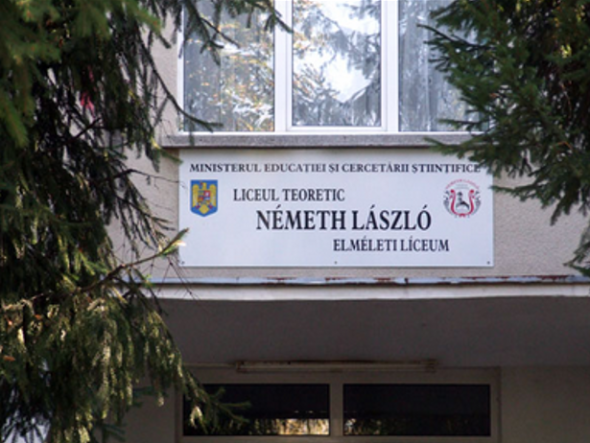 MINISTERUL EDUCAȚIEI ȘI CERCETĂRII ȘTIINȚIFICE
LICEUL TEORETIC
NÉMETH LÁSZLÓ
ELMÉLETI LÍCEUM